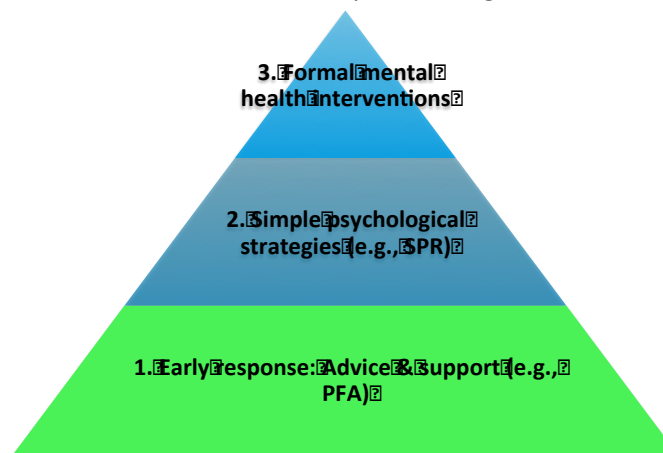 3. Formal mental
health interventions
2. Simple psychological
strategies (e.g., SPR)
1. Early response: Advice & support (e.g.,
PFA)